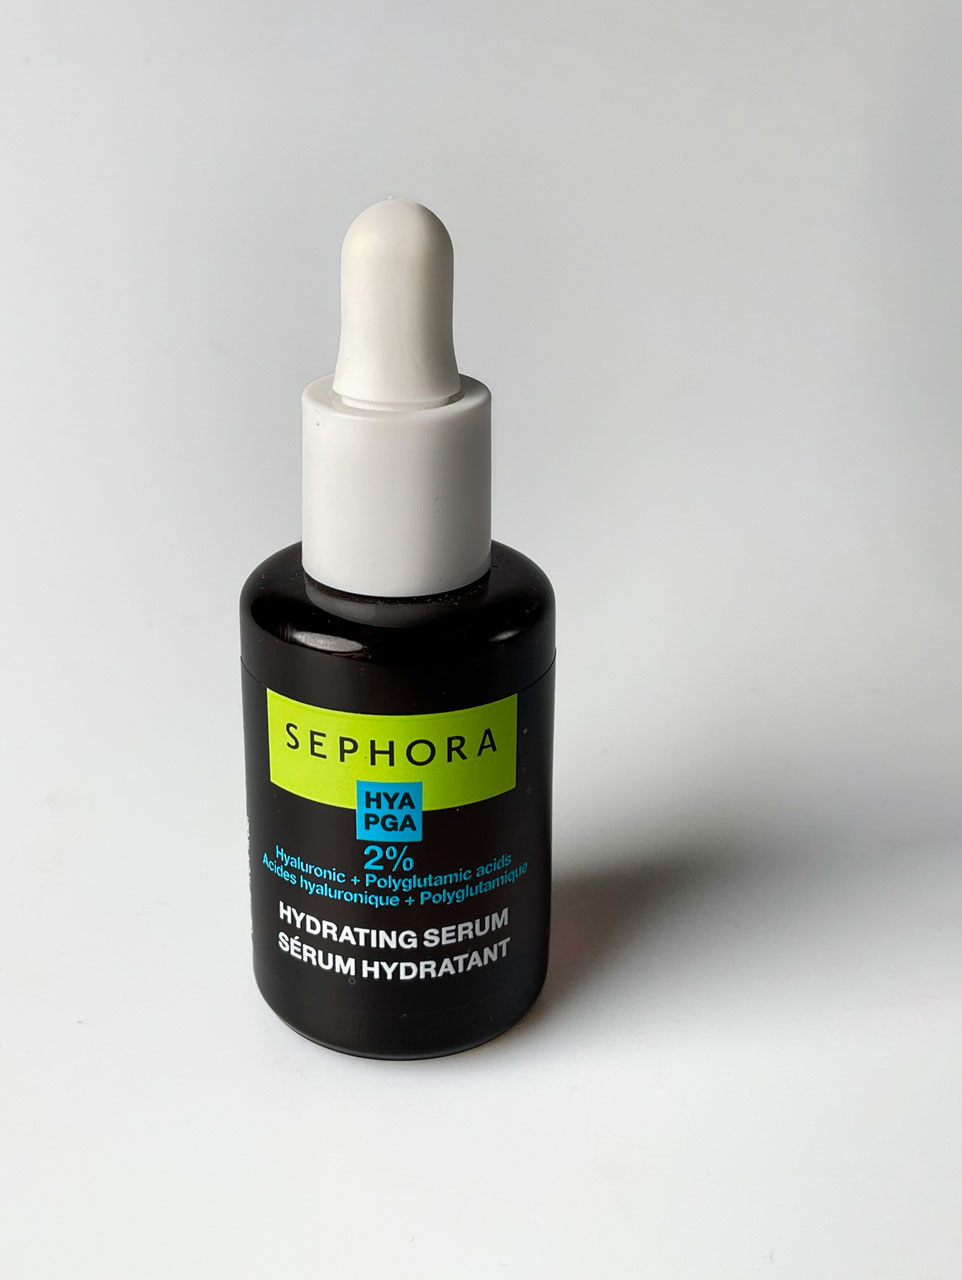 SEPHORA
HYA
PGA
2%
Hyaluronic + Polyglutamic acids
Acides hyaluronique + Polyglutamique
HYDRATING SERUM
SÉRUM HYDRATANT